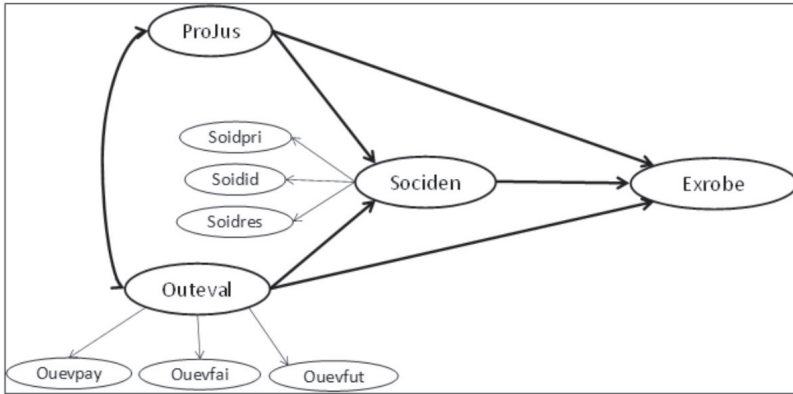 ProJus
Soidpri
Soidid
Sociden
Exrobe
Soidres
Outeval
Ouevpay
Ouevfai
Ouevfut